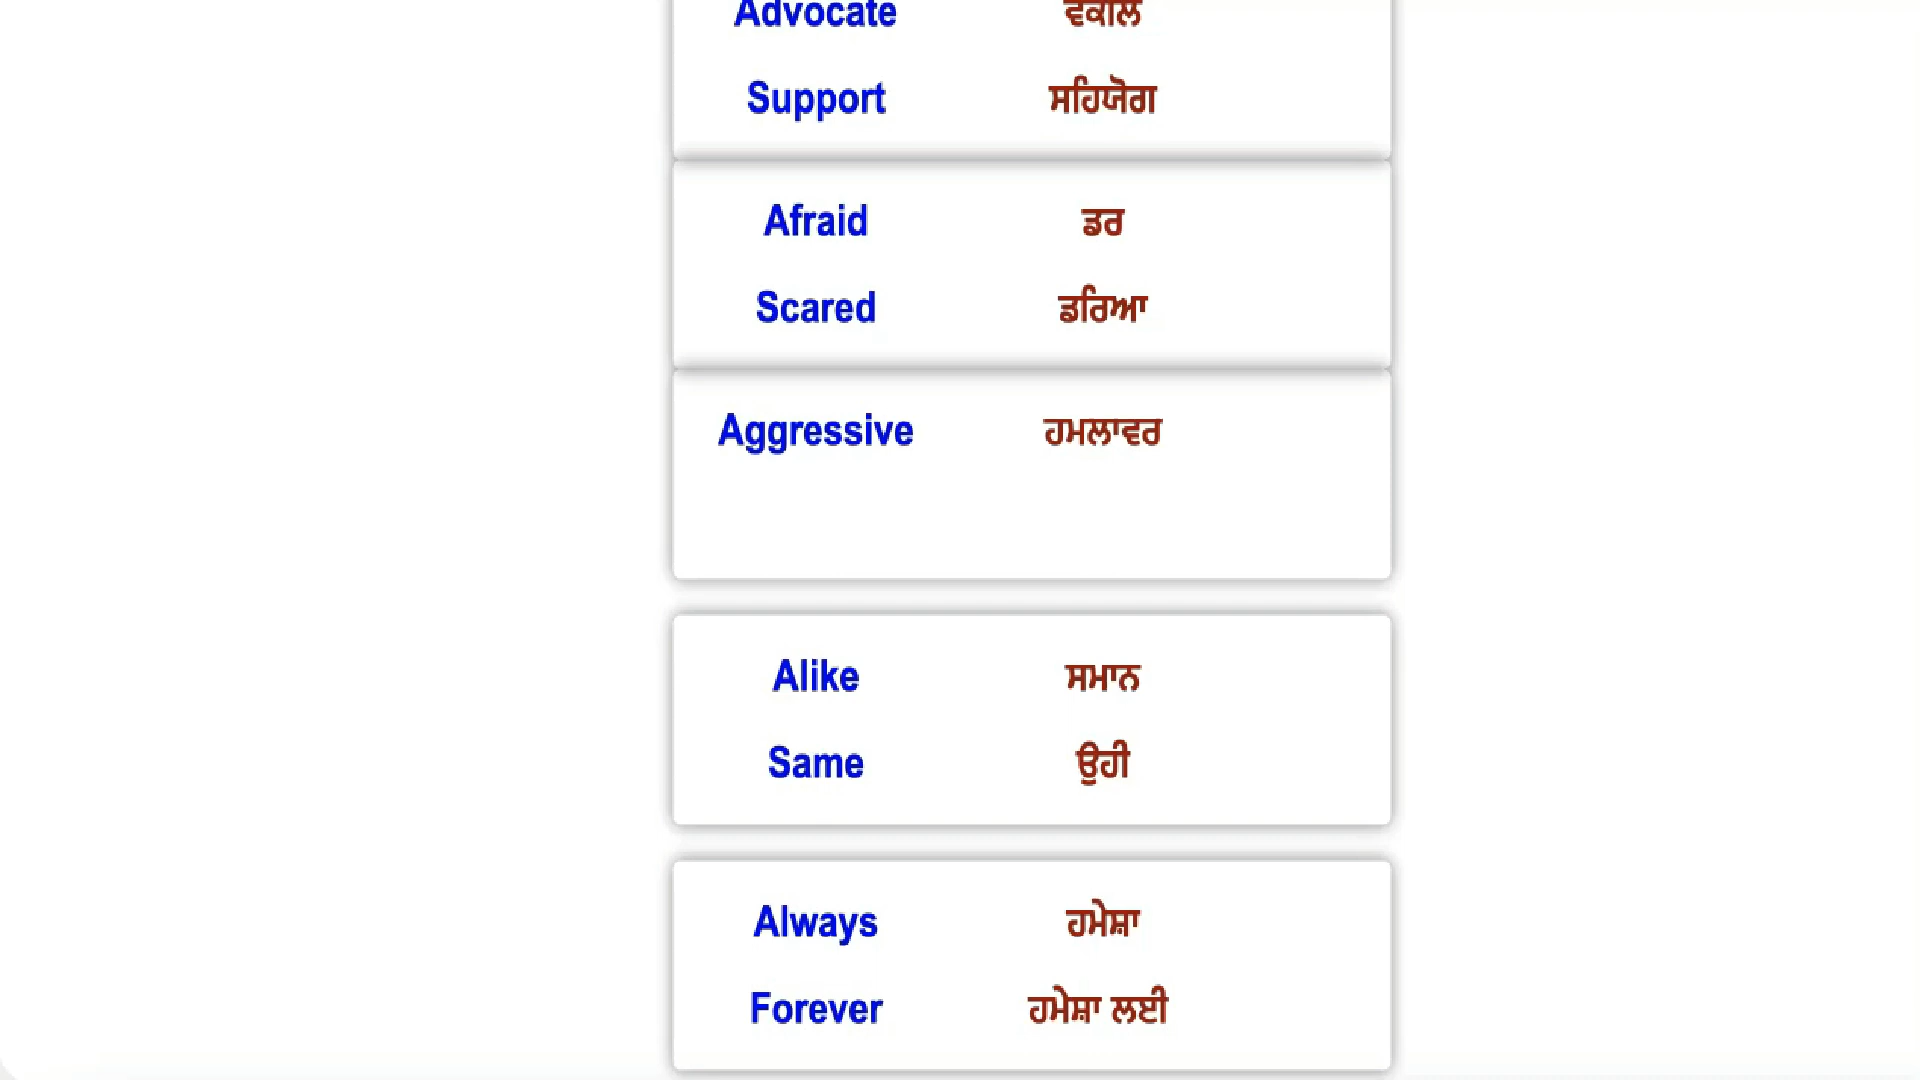 Advocate ਵਕੀਲ
Support ਸਹਿਯੋਗ
Afraid ਡਰ
Scared ਡਰਿਆ
Aggressive ਹਮਲਾਵਰ
Alike ਸਮਾਨ
Same ਉਹੀ
Always ਹਮੇਸ਼ਾ
Forever ਹਮੇਸ਼ਾ ਲਈ